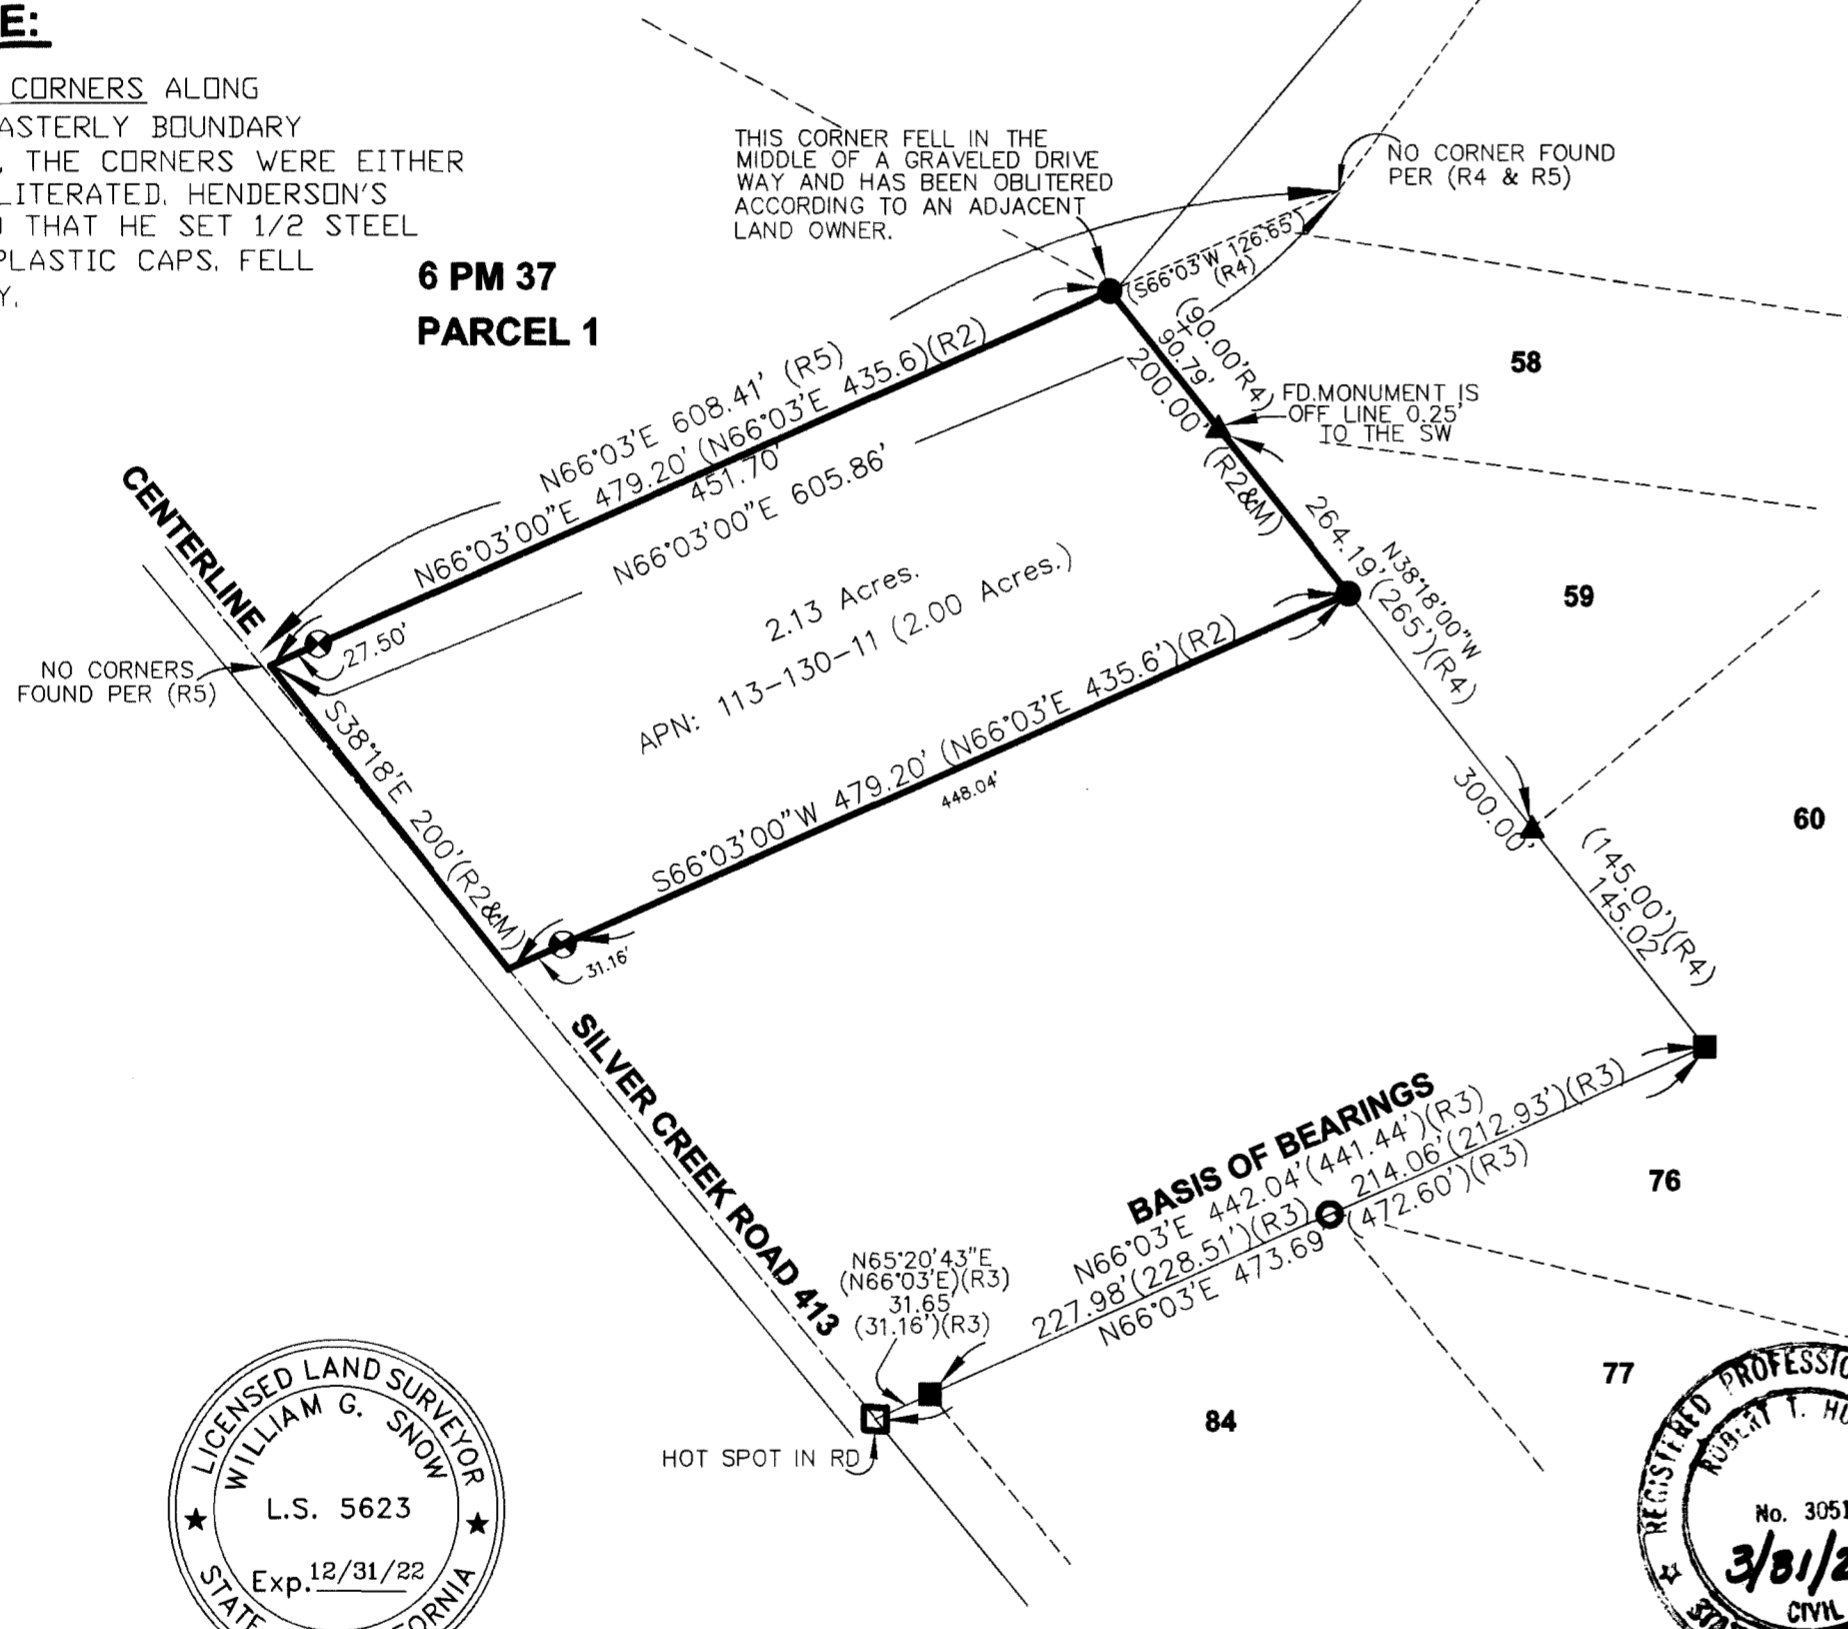 E:
CORNERS ALONG
ASTERLY BOUNDARY
THE CORNERS WERE EITHER
LITERATED. HENDERSON'S
THAT HE SET 1/2 STEEL
PLASTIC CAPS. FELL
Y.
6 PM 37
PARCEL 1
THIS CORNER FELL IN THE
MIDDLE OF A GRAVELED DRIVE
WAY AND HAS BEEN OBLITERED
ACCORDING TO AN ADJACENT
LAND OWNER.
NO CORNER FOUND
PER (R4 & R5)
(S66°03'W 126.65')
(R4)
(90.00'R4)
90.79'
200.00' (R2&M)
FD.MONUMENT IS
OFF LINE 0.25'
TO THE SW
58
N66°03'E 608.41' (R5)
N66°03'00"E 479.20' (N66°03'E 435.6)(R2)
451.70'
N66°03'00"E 605.86'
CENTERLINE
27.50'
NO CORNERS
FOUND PER (R5)
2.13 Acres.
APN: 113-130-11 (2.00 Acres.)
N38°18'00"W
264.19'(265')(R4)
59
S38°18'E 200'(R2&M)
S66°03'00"W 479.20' (N66°03'E 435.6')(R2)
448.04'
31.16'
300.00'
(145.00')(R4)
145.02'
60
SILVER CREEK ROAD 413
BASIS OF BEARINGS
N66°03'E 442.04'(441.44')(R3)
227.98'(228.51')(R3)
214.06'(212.93')(R3)
N66°03'E 473.69'
(472.60')(R3)
76
N65°20'43"E
(N66°03'E)(R3)
31.65'
(31.16')(R3)
HOT SPOT IN RD
84
77
LICENSED LAND SURVEYOR
WILLIAM G. SNOW
L.S. 5623
Exp. 12/31/22
STATE
FORNIA
REGISTERED PROFESSIO
ROBERT T. HU
No. 3051
3/31/2
CIVIL